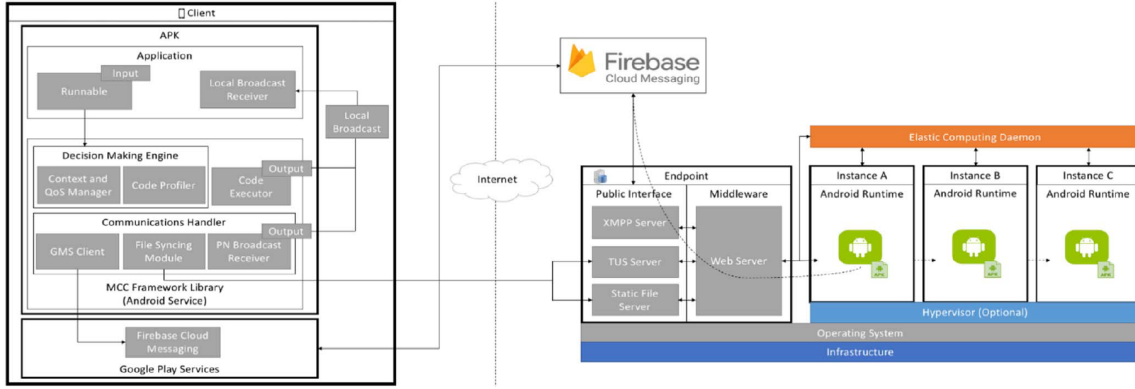 Client
APK
Application
Input
Runnable
Local Broadcast
Receiver
Local
Broadcast
Decision Making Engine
Context and
QoS Manager
Code Profiler
Output
Code
Executor
Communications Handler
Output
GMS Client
File Syncing
Module
PN Broadcast
Receiver
MCC Framework Library
(Android Service)
Firebase Cloud
Messaging
Google Play Services
Internet
Firebase
Cloud Messaging
Endpoint
Public Interface
Middleware
XMPP Server
TUS Server
Static File
Server
Web Server
Elastic Computing Daemon
Instance A
Android Runtime
APK
Instance B
Android Runtime
APK
Instance C
Android Runtime
APK
Hypervisor (Optional)
Operating System
Infrastructure